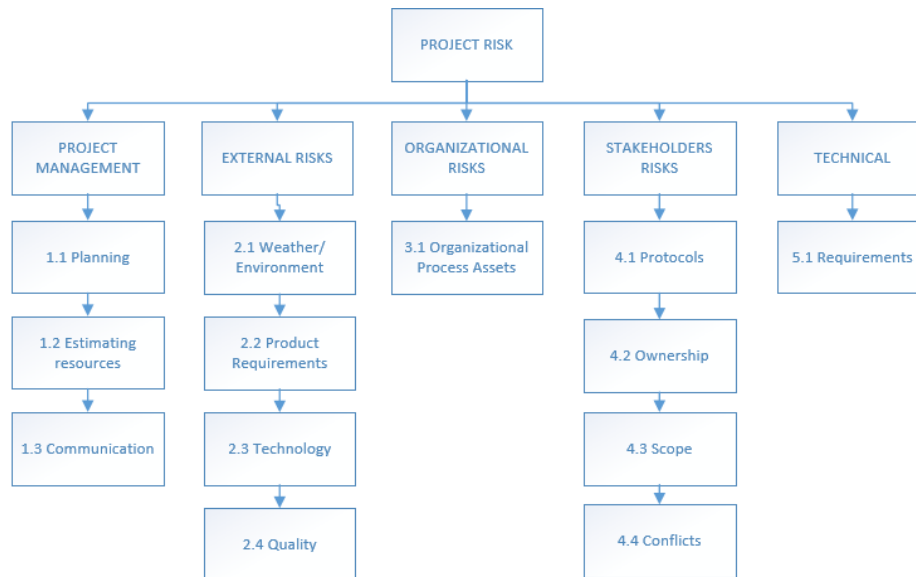 PROJECT RISK
PROJECT
MANAGEMENT
EXTERNAL RISKS
ORGANIZATIONAL
RISKS
STAKEHOLDERS
RISKS
TECHNICAL
1.1 Planning
2.1 Weather/
Environment
3.1 Organizational
Process Assets
4.1 Protocols
5.1 Requirements
1.2 Estimating
resources
2.2 Product
Requirements
4.2 Ownership
1.3 Communication
2.3 Technology
4.3 Scope
2.4 Quality
4.4 Conflicts